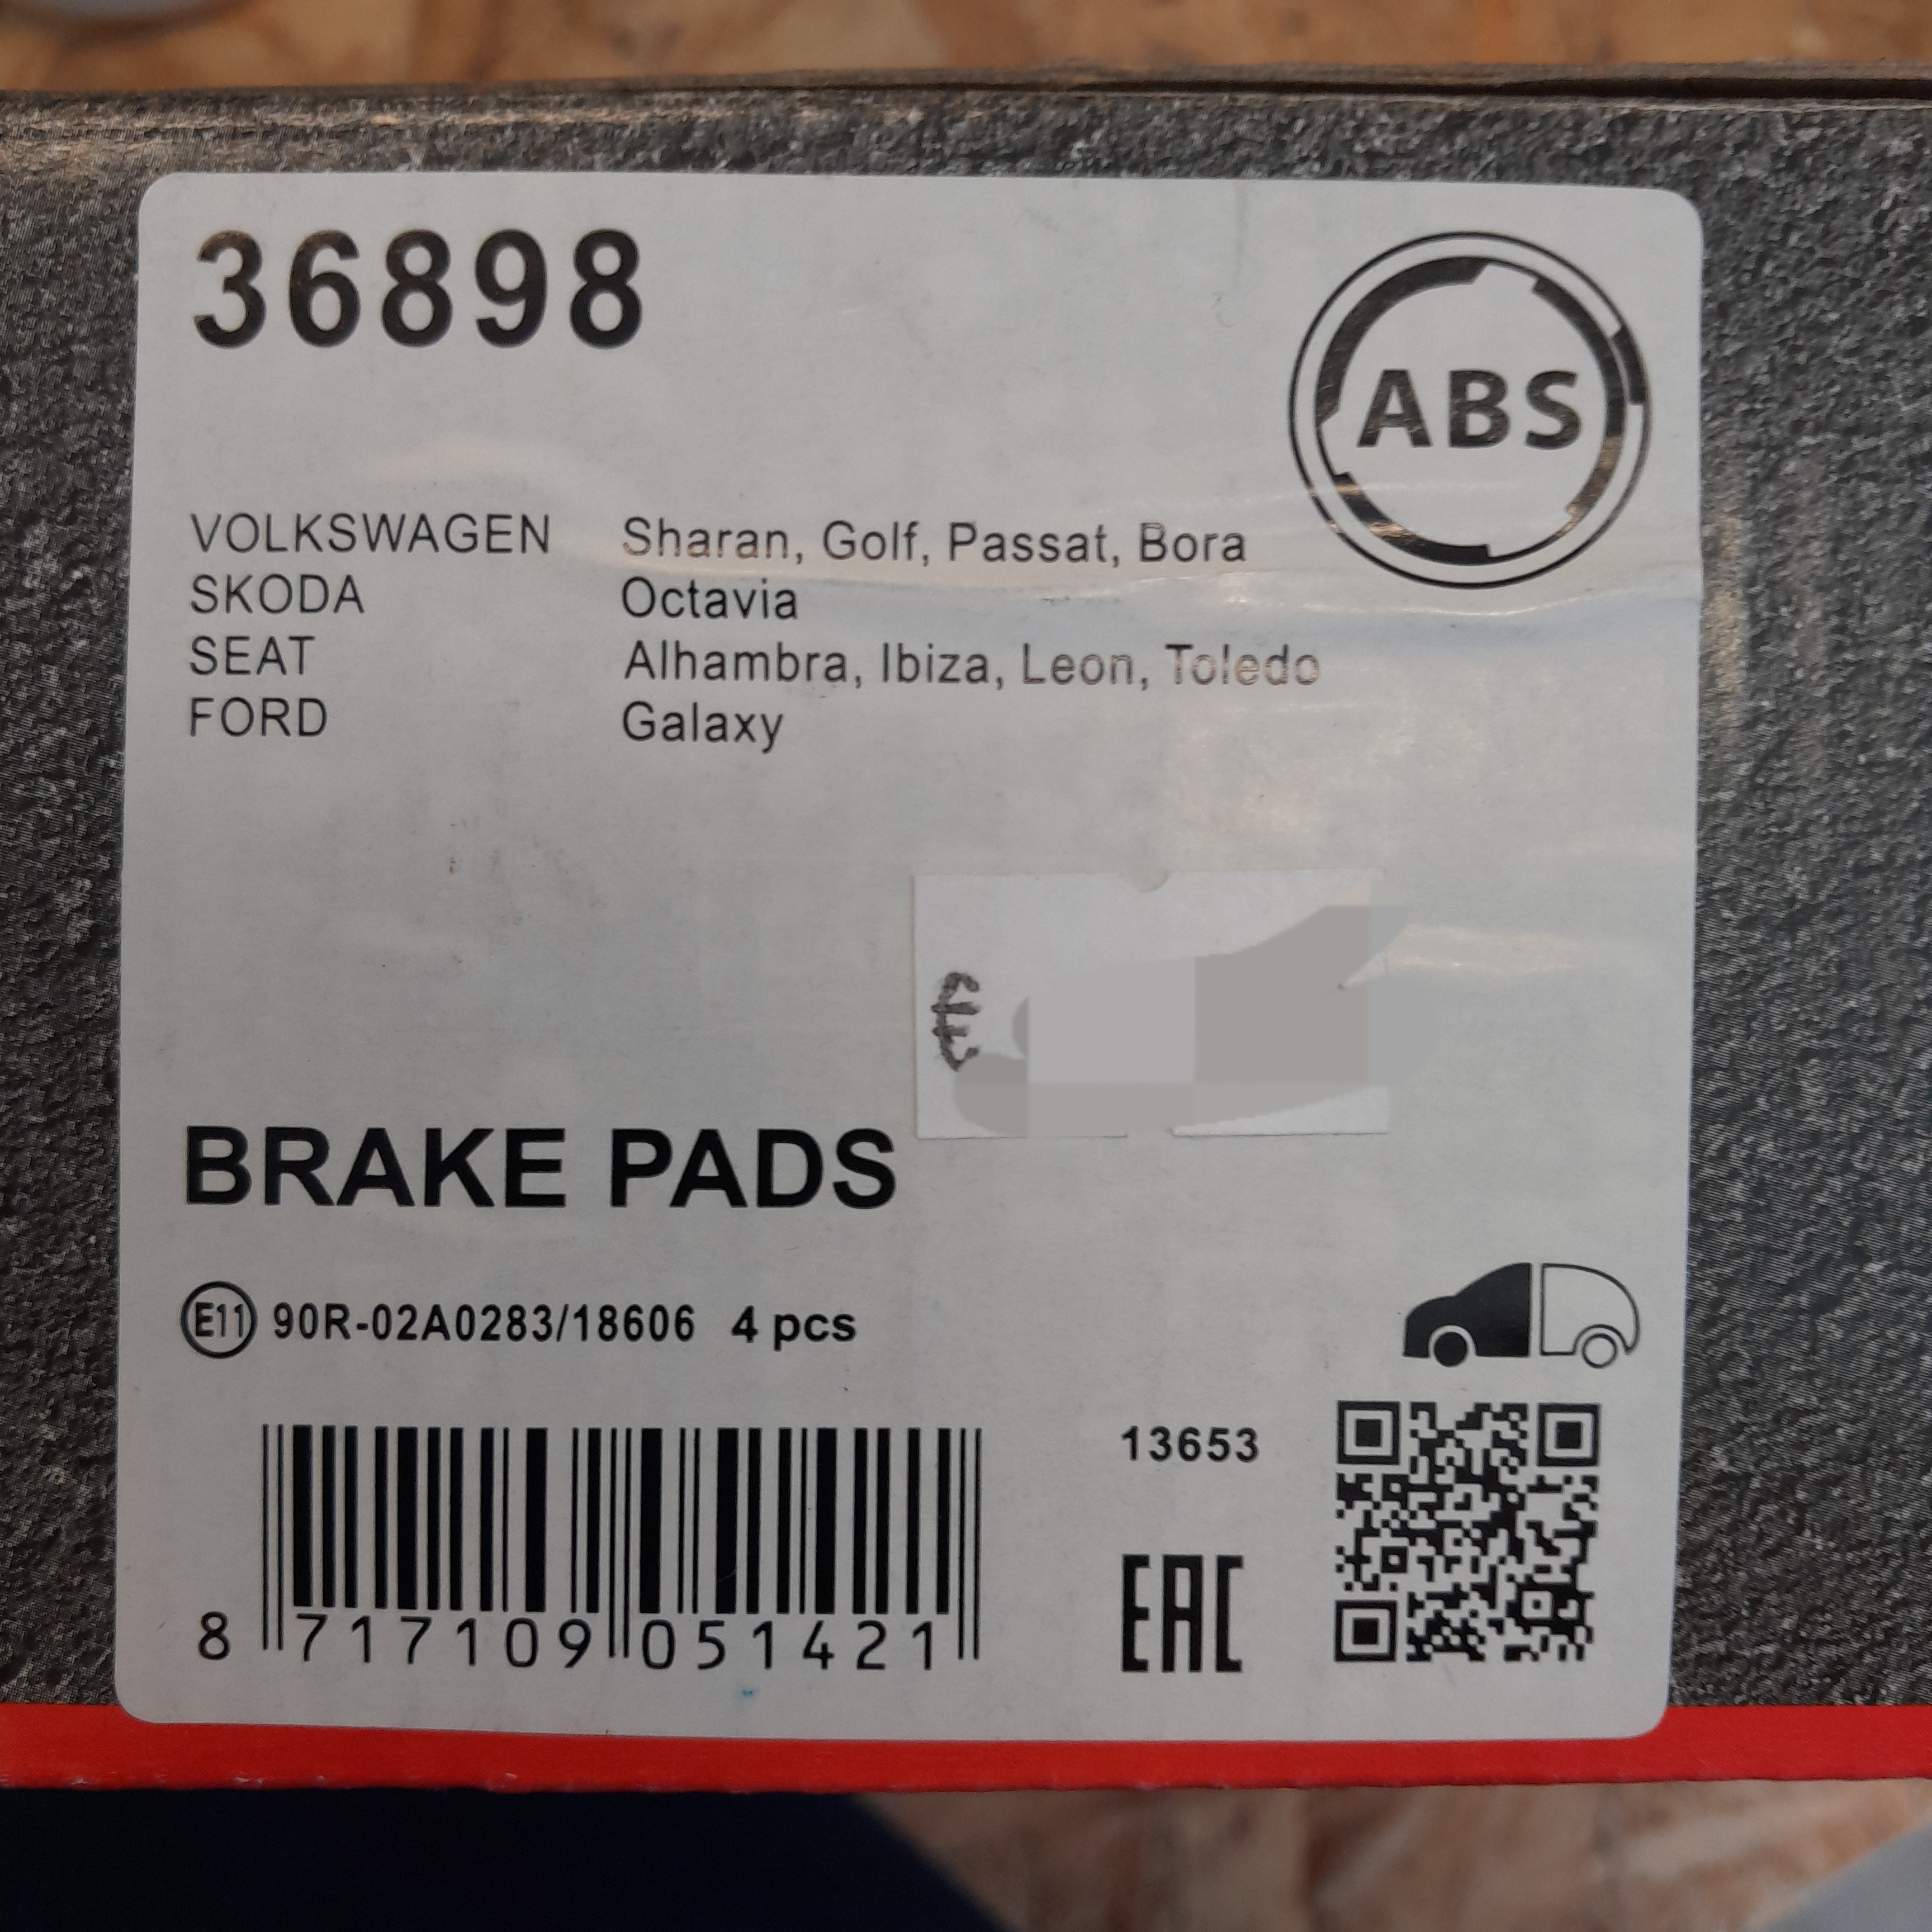 36898
ABS
VOLKSWAGEN Sharan, Golf, Passat, Bora
SKODA Octavia
SEAT Alhambra, Ibiza, Leon, Toledo
FORD Galaxy
€
BRAKE PADS
E11 90R-02A0283/18606 4 pcs
13653
EAC
8 717109 051421